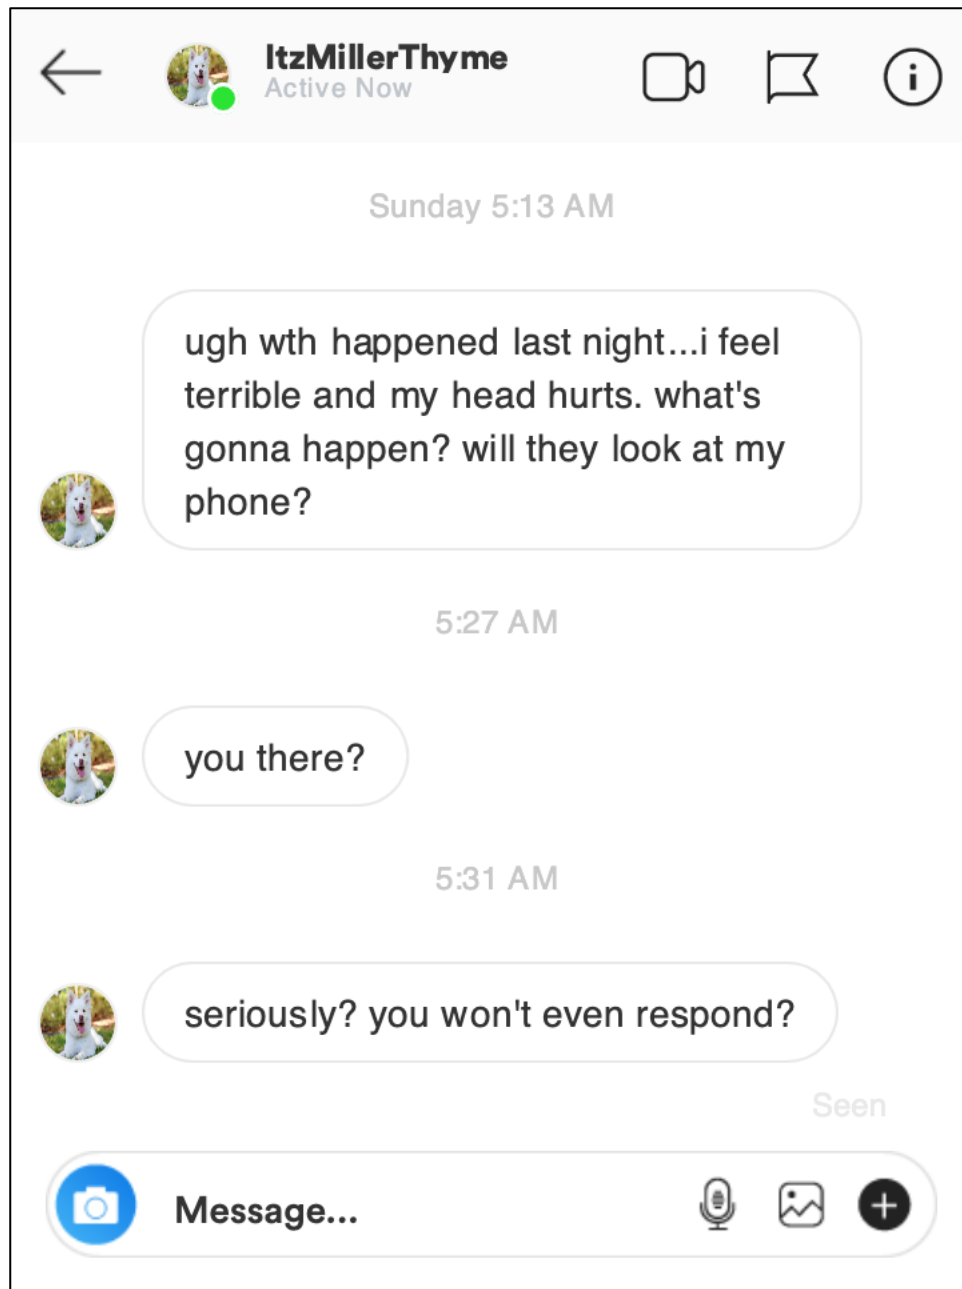 ItzMillerThyme
Active Now
Sunday 5:13 AM
ugh wth happened last night...i feel
terrible and my head hurts. what's
gonna happen? will they look at my
phone?
5:27 AM
you there?
5:31 AM
seriously? you won't even respond?
Seen
Message...